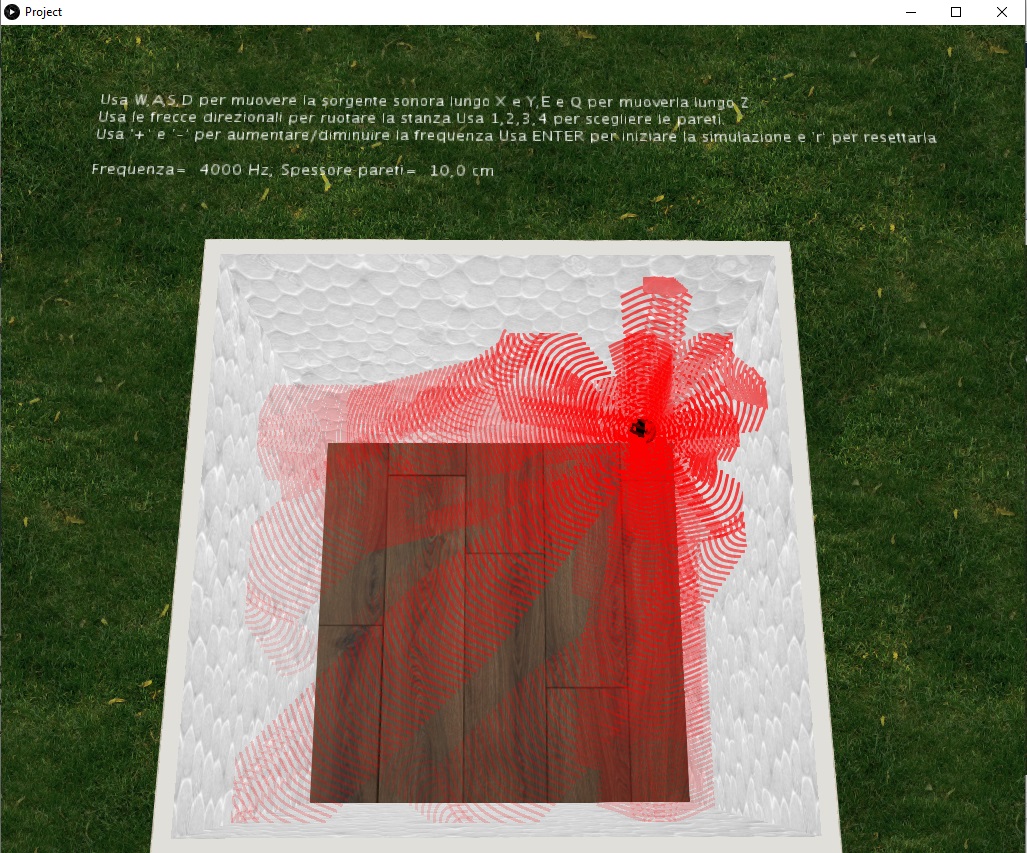 Project
Usa W,A,S,D per muovere la sorgente sonora lungo X e Y,E e Q per muoverla lungo Z
Usa le frecce direzionali per ruotare la stanza Usa 1,2,3,4 per scegliere le pareti.
Usa '+' e '-' per aumentare/diminuire la frequenza Usa ENTER per iniziare la simulazione e 'r' per resettarla
Frequenza= 4000 Hz, Spessore pareti= 10,0 cm